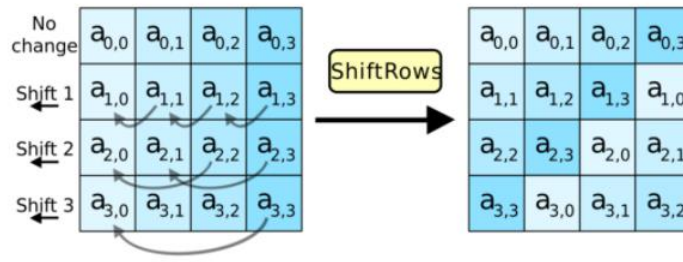 No
change
a0,0 a0,1 a0,2 a0,3
a0,0 a0,1 a0,2 a0,3
ShiftRows
Shift 1
a1,0 a1,1 a1,2 a1,3
a1,1 a1,2 a1,3 a1,0
Shift 2
a2,0 a2,1 a2,2 a2,3
a2,2 a2,3 a2,0 a2,1
Shift 3
a3,0 a3,1 a3,2 a3,3
a3,3 a3,0 a3,1 a3,2